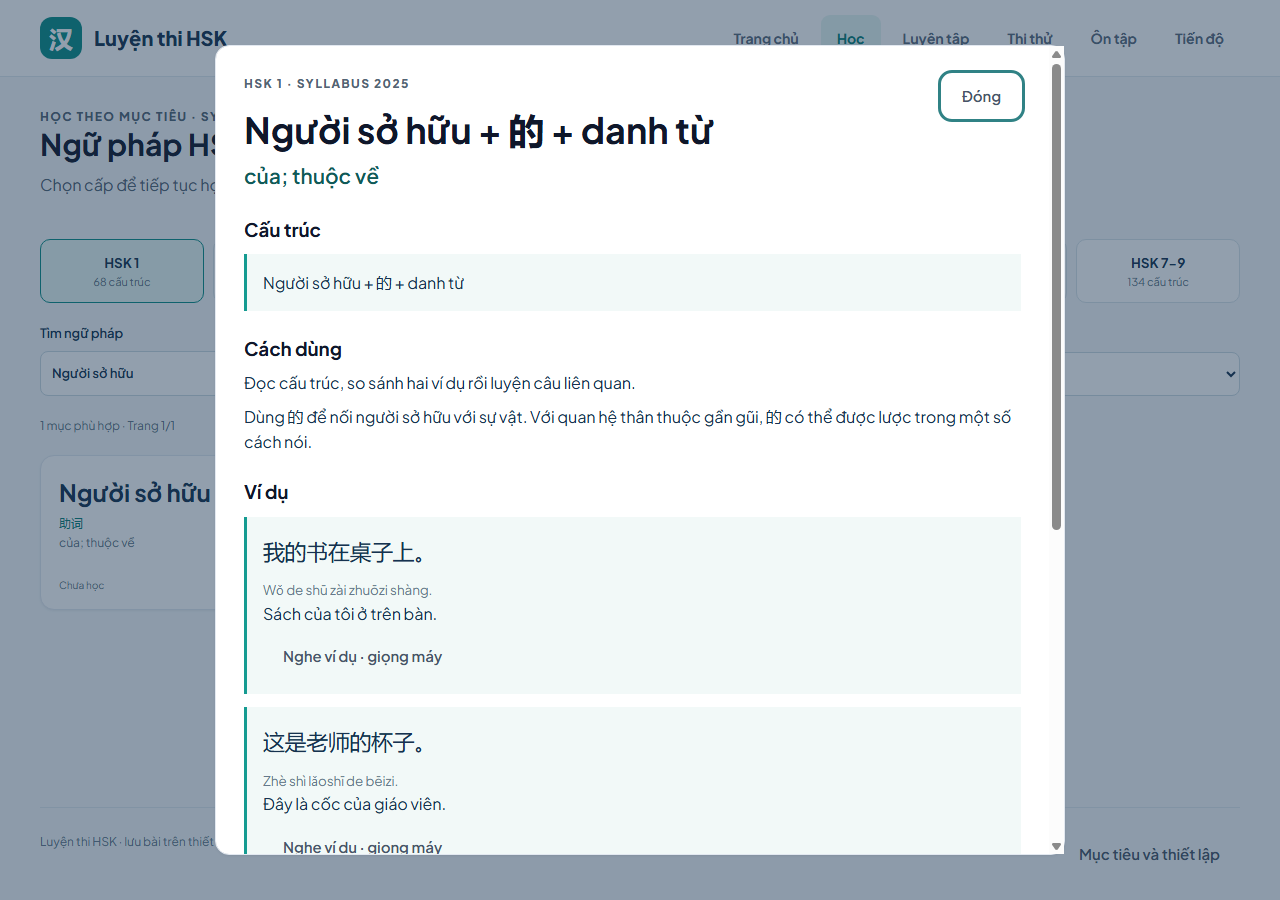 汉 Luyện thi HSK
Trang chủ Học Luyện tập Thi thử Ôn tập Tiến độ
HSK 1 · SYLLABUS 2025
Đóng
Người sở hữu + 的 + danh từ
của; thuộc về
Cấu trúc
Người sở hữu + 的 + danh từ
Cách dùng
Đọc cấu trúc, so sánh hai ví dụ rồi luyện câu liên quan.
Dùng 的 để nối người sở hữu với sự vật. Với quan hệ thân thuộc gần gũi, 的 có thể được lược trong một số
cách nói.
Ví dụ
我的书在桌子上。
Wǒ de shū zài zhuōzi shàng.
Sách của tôi ở trên bàn.
Nghe ví dụ · giọng máy
这是老师的杯子。
Zhè shì lǎoshī de bēizi.
Đây là cốc của giáo viên.
Nghe ví dụ · giọng máy
HỌC THEO MỤC TIÊU · SY
Ngữ pháp HS
Chọn cấp để tiếp tục họ
HSK 1
68 cấu trúc
HSK 7–9
134 cấu trúc
Tìm ngữ pháp
Người sở hữu
1 mục phù hợp · Trang 1/1
Người sở hữu
助词
của; thuộc về
Chưa học
Luyện thi HSK · lưu bài trên thiết
Mục tiêu và thiết lập